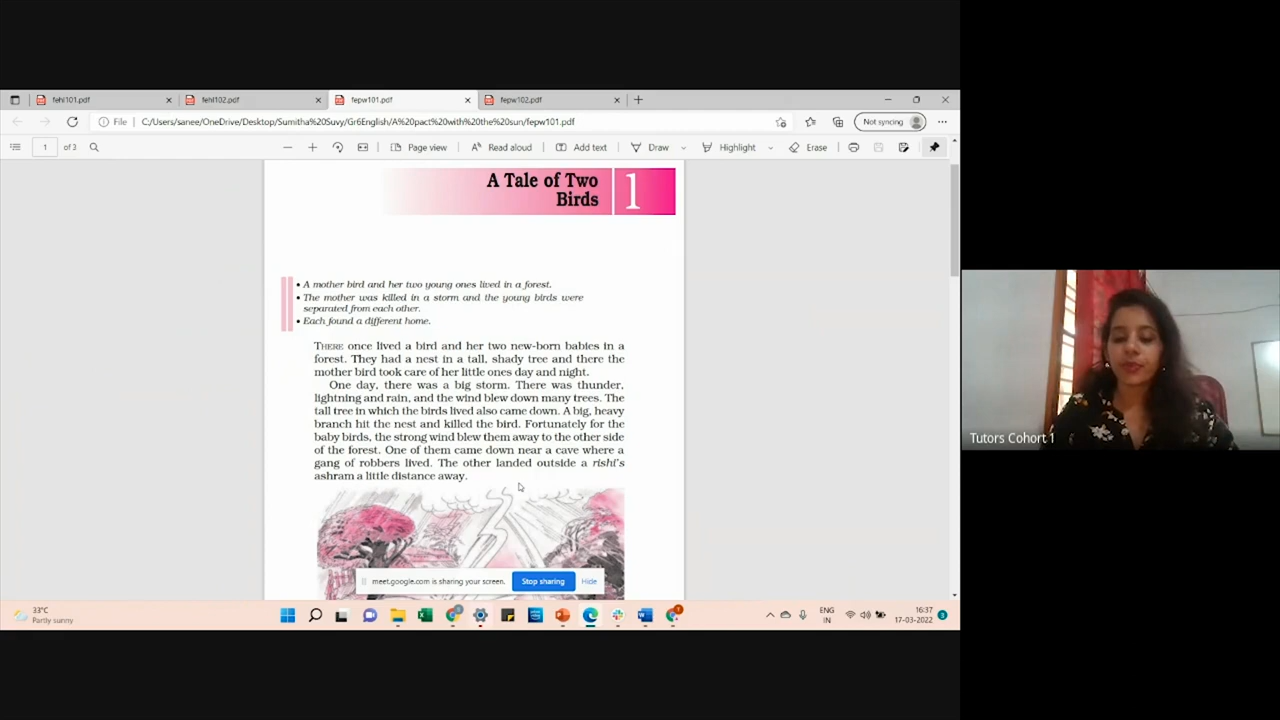 fehl101.pdf
fehl102.pdf
fepw101.pdf
fepw102.pdf
File
C:/Users/sanee/OneDrive/Desktop/Sumitha%20Suvy/Gr6English/A%20pact%20with%20the%20sun/fepw101.pdf
Not syncing
1 of 3
Page view
Read aloud
Add text
Draw
Highlight
Erase
A Tale of Two
Birds
1
• A mother bird and her two young ones lived in a forest.
• The mother was killed in a storm and the young birds were
separated from each other.
• Each found a different home.
THERE once lived a bird and her two new-born babies in a
forest. They had a nest in a tall, shady tree and there the
mother bird took care of her little ones day and night.
One day, there was a big storm. There was thunder,
lightning and rain, and the wind blew down many trees. The
tall tree in which the birds lived also came down. A big, heavy
branch hit the nest and killed the bird. Fortunately for the
baby birds, the strong wind blew them away to the other side
of the forest. One of them came down near a cave where a
gang of robbers lived. The other landed outside a rishi's
ashram a little distance away.
meet.google.com is sharing your screen.
Stop sharing
Hide
Tutors Cohort 1
33°C
Partly sunny
ENG
IN
16:37
17-03-2022
3